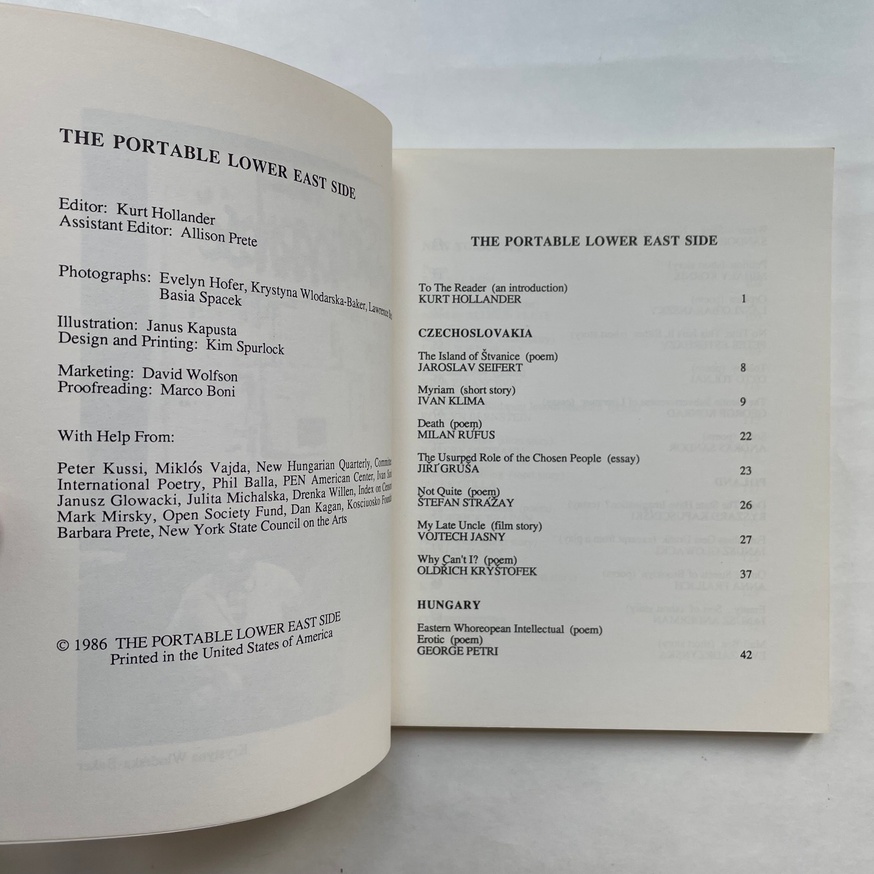 THE PORTABLE LOWER EAST SIDE
Editor: Kurt Hollander
Assistant Editor: Allison Prete
Photographs: Evelyn Hofer, Krystyna Wlodarska-Baker, Lawrence
Basia Spacek
Illustration: Janus Kapusta
Design and Printing: Kim Spurlock
Marketing: David Wolfson
Proofreading: Marco Boni
With Help From:
Peter Kussi, Miklós Vajda, New Hungarian Quarterly,
International Poetry, Phil Balla, PEN American Center, Ivan
Janusz Glowacki, Julita Michalska, Drenka Willen, Index on
Mark Mirsky, Open Society Fund, Dan Kagan, Kosciuosko
Barbara Prete, New York State Council on the Arts
© 1986 THE PORTABLE LOWER EAST SIDE
Printed in the United States of America
THE PORTABLE LOWER EAST SIDE
To The Reader (an introduction)
KURT HOLLANDER 1
CZECHOSLOVAKIA
The Island of Štvanice (poem)
JAROSLAV SEIFERT 8
Myriam (short story)
IVAN KLIMA 9
Death (poem)
MILAN RUFUS 22
The Usurped Role of the Chosen People (essay)
JIŘÍ GRUŠA 23
Not Quite (poem)
ŠTEFAN STRAŽAY 26
My Late Uncle (film story)
VOJTECH JASNY 27
Why Can't I? (poem)
OLDŘICH KRYŠTOFEK 37
HUNGARY
Eastern Whoreopean Intellectual (poem)
Erotic (poem)
GEORGE PETRI 42